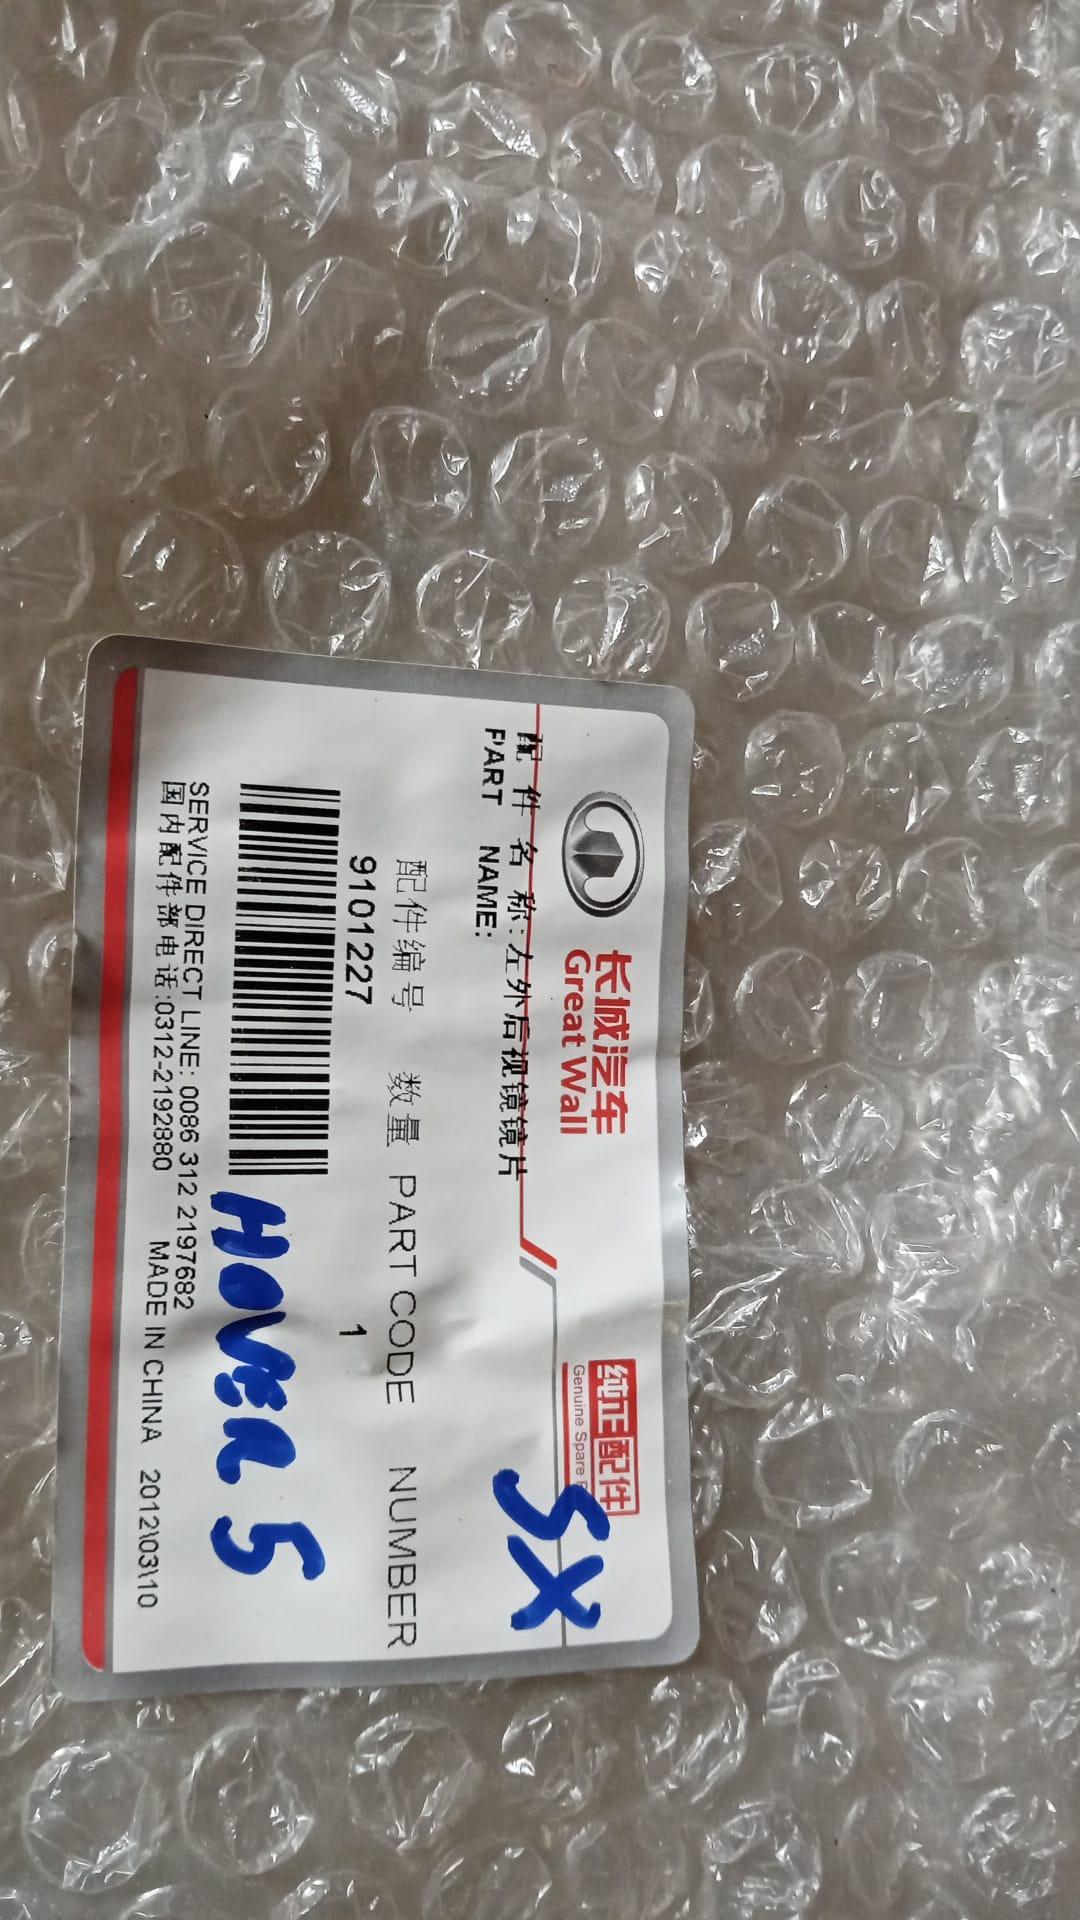 长城汽车
Great Wall
纯正配件
Genuine Spare
SX
配件名称:左外后视镜镜片
PART NAME:
配件编号 数量 PART CODE NUMBER
9101227 1
HOVER 5
SERVICE DIRECT LINE: 0086 312 2197682
国内配件部电话:0312-2192880 MADE IN CHINA 2012\03\10